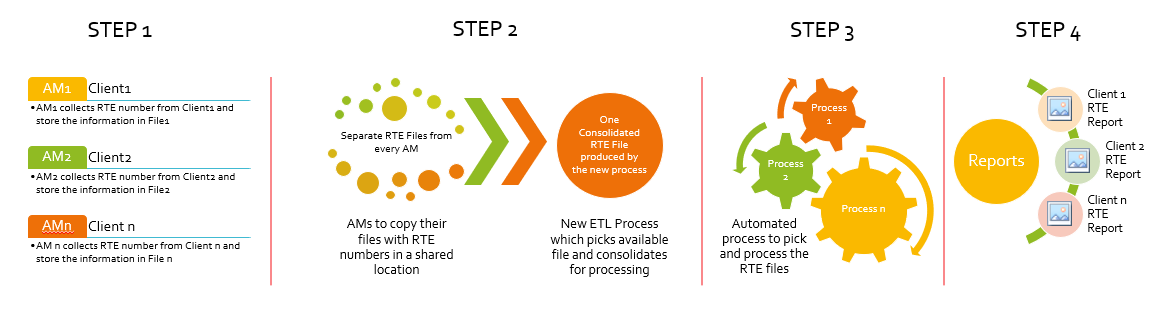 STEP 1
AM1 Client1
•AM1 collects RTE number from Client1 and
store the information in File1
AM2 Client2
•AM2 collects RTE number from Client2 and
store the information in File2
AMn Client n
•AM n collects RTE number from Client n and
store the information in File n
STEP 2
Separate RTE Files from
every AM
AMs to copy their
files with RTE
numbers in a shared
location
One
Consolidated
RTE File
produced by
the new process
New ETL Process
which picks available
file and consolidates
for processing
STEP 3
Process
1
Process
2
Process n
Automated
process to pick
and process the
RTE files
STEP 4
Reports
Client 1
RTE
Report
Client 2
RTE
Report
Client n
RTE
Report